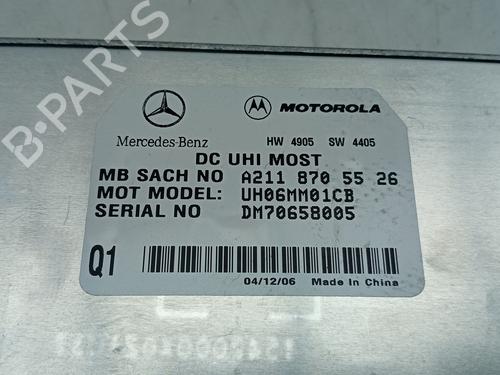 MOTOROLA
Mercedes-Benz
HW 4905 SW 4405
DC UHI MOST
MB SACH NO A211 870 55 26
MOT MODEL: UH06MM01CB
SERIAL NO DM70658005
Q1
04/12/06 Made In China